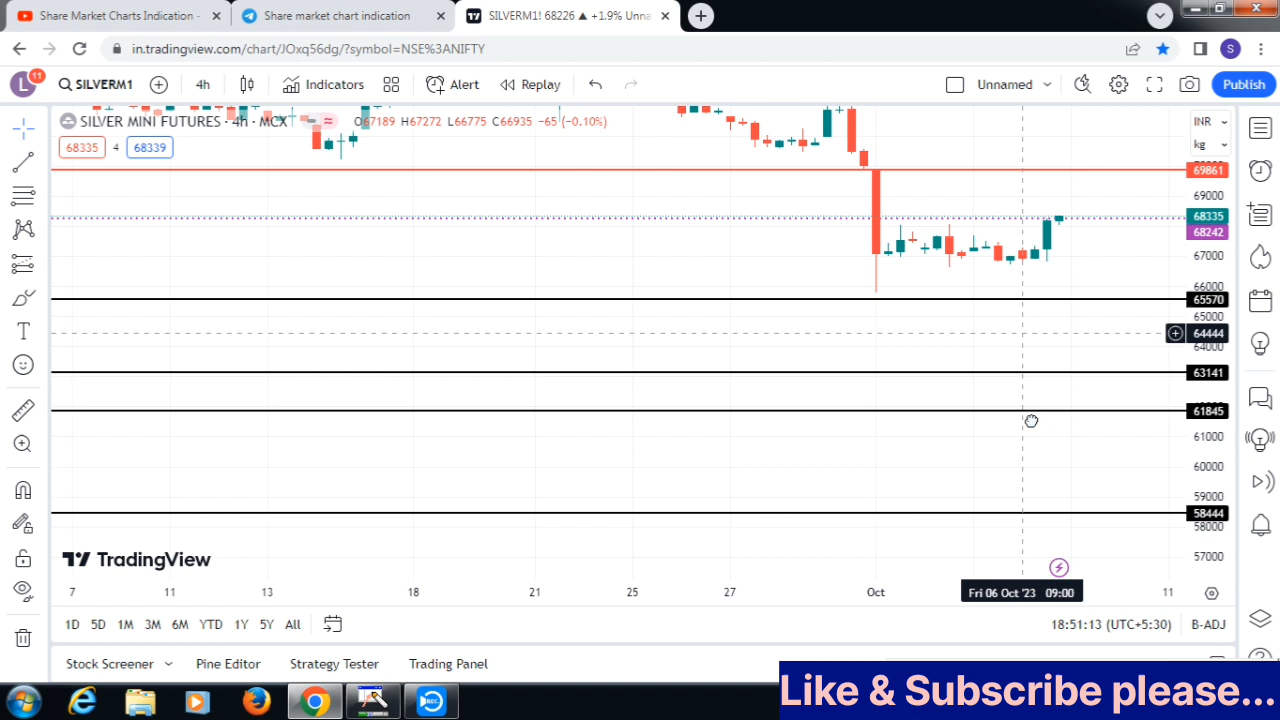 Share Market Charts Indication -
Share market chart indication
SILVERM1! 68226 ▲ +1.9% Unna
in.tradingview.com/chart/JOxq56dg/?symbol=NSE%3ANIFTY
S
L
11
SILVERM1
4h
Indicators
Alert
Replay
Unnamed
Publish
SILVER MINI FUTURES · 4h · MCX
O67189 H67272 L66775 C66935 -65 (-0.10%)
INR
kg
68335
4
68339
69861
69000
68335
68242
67000
66000
65570
65000
64444
64000
63141
61845
61000
60000
59000
58444
58000
57000
TradingView
7
11
13
18
21
25
27
Oct
Fri 06 Oct '23 09:00
11
1D 5D 1M 3M 6M YTD 1Y 5Y All
18:51:13 (UTC+5:30)
B-ADJ
Stock Screener
Pine Editor
Strategy Tester
Trading Panel
Like & Subscribe please...
REC